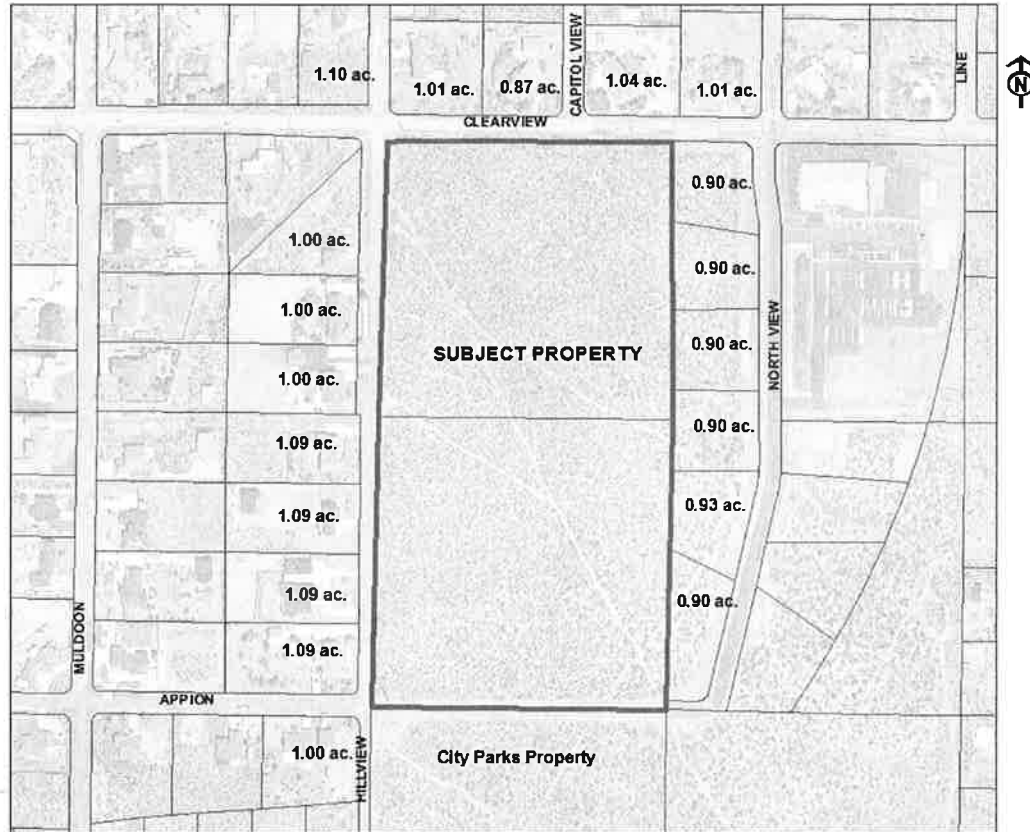 CAPITOL VIEW
LINE
1.10 ac.
1.01 ac.
0.87 ac.
1.04 ac.
1.01 ac.
N
CLEARVIEW
0.90 ac.
1.00 ac.
0.90 ac.
1.00 ac.
0.90 ac.
SUBJECT PROPERTY
NORTH VIEW
1.00 ac.
0.90 ac.
1.09 ac.
0.93 ac.
1.09 ac.
1.09 ac.
0.90 ac.
MULDOON
1.09 ac.
APPION
1.00 ac.
HILLVIEW
City Parks Property